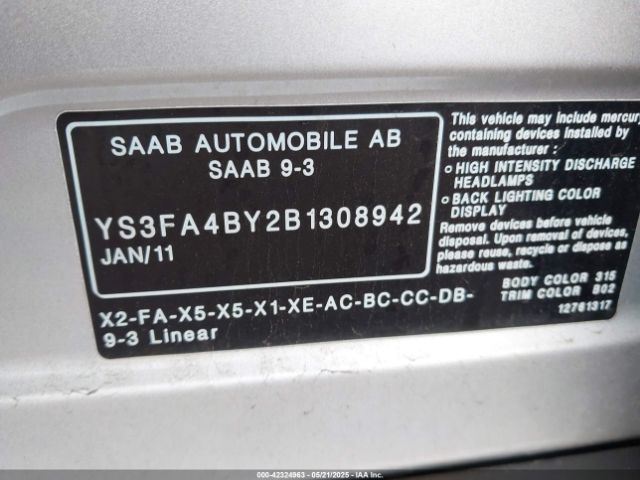 SAAB AUTOMOBILE AB
SAAB 9-3
YS3FA4BY2B1308942
JAN/11
X2-FA-X5-X5-X1-XE-AC-BC-CC-DB-
9-3 Linear
This vehicle may include mercury
containing devices installed by
the manufacturer :
o HIGH INTENSITY DISCHARGE
HEADLAMPS
o BACK LIGHTING COLOR
DISPLAY
Remove devices before vehicle
disposal. Upon removal of devices,
please reuse, recycle or dispose as
hazardous waste.
BODY COLOR 315
TRIM COLOR 802
12761317
000-42324963 - 05/21/2025 - IAAI, Inc.